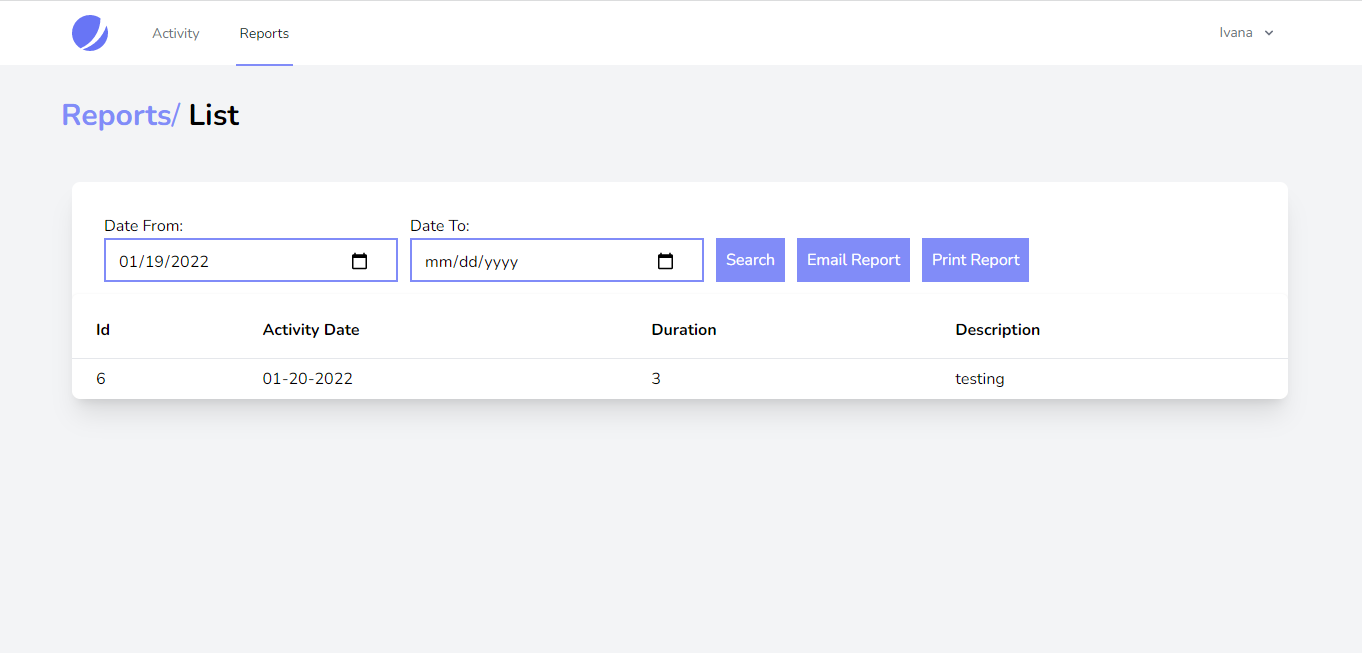 Activity Reports Ivana
Reports/ List
Date From: Date To:
01/19/2022 mm/dd/yyyy Search Email Report Print Report
Id Activity Date Duration Description
6 01-20-2022 3 testing